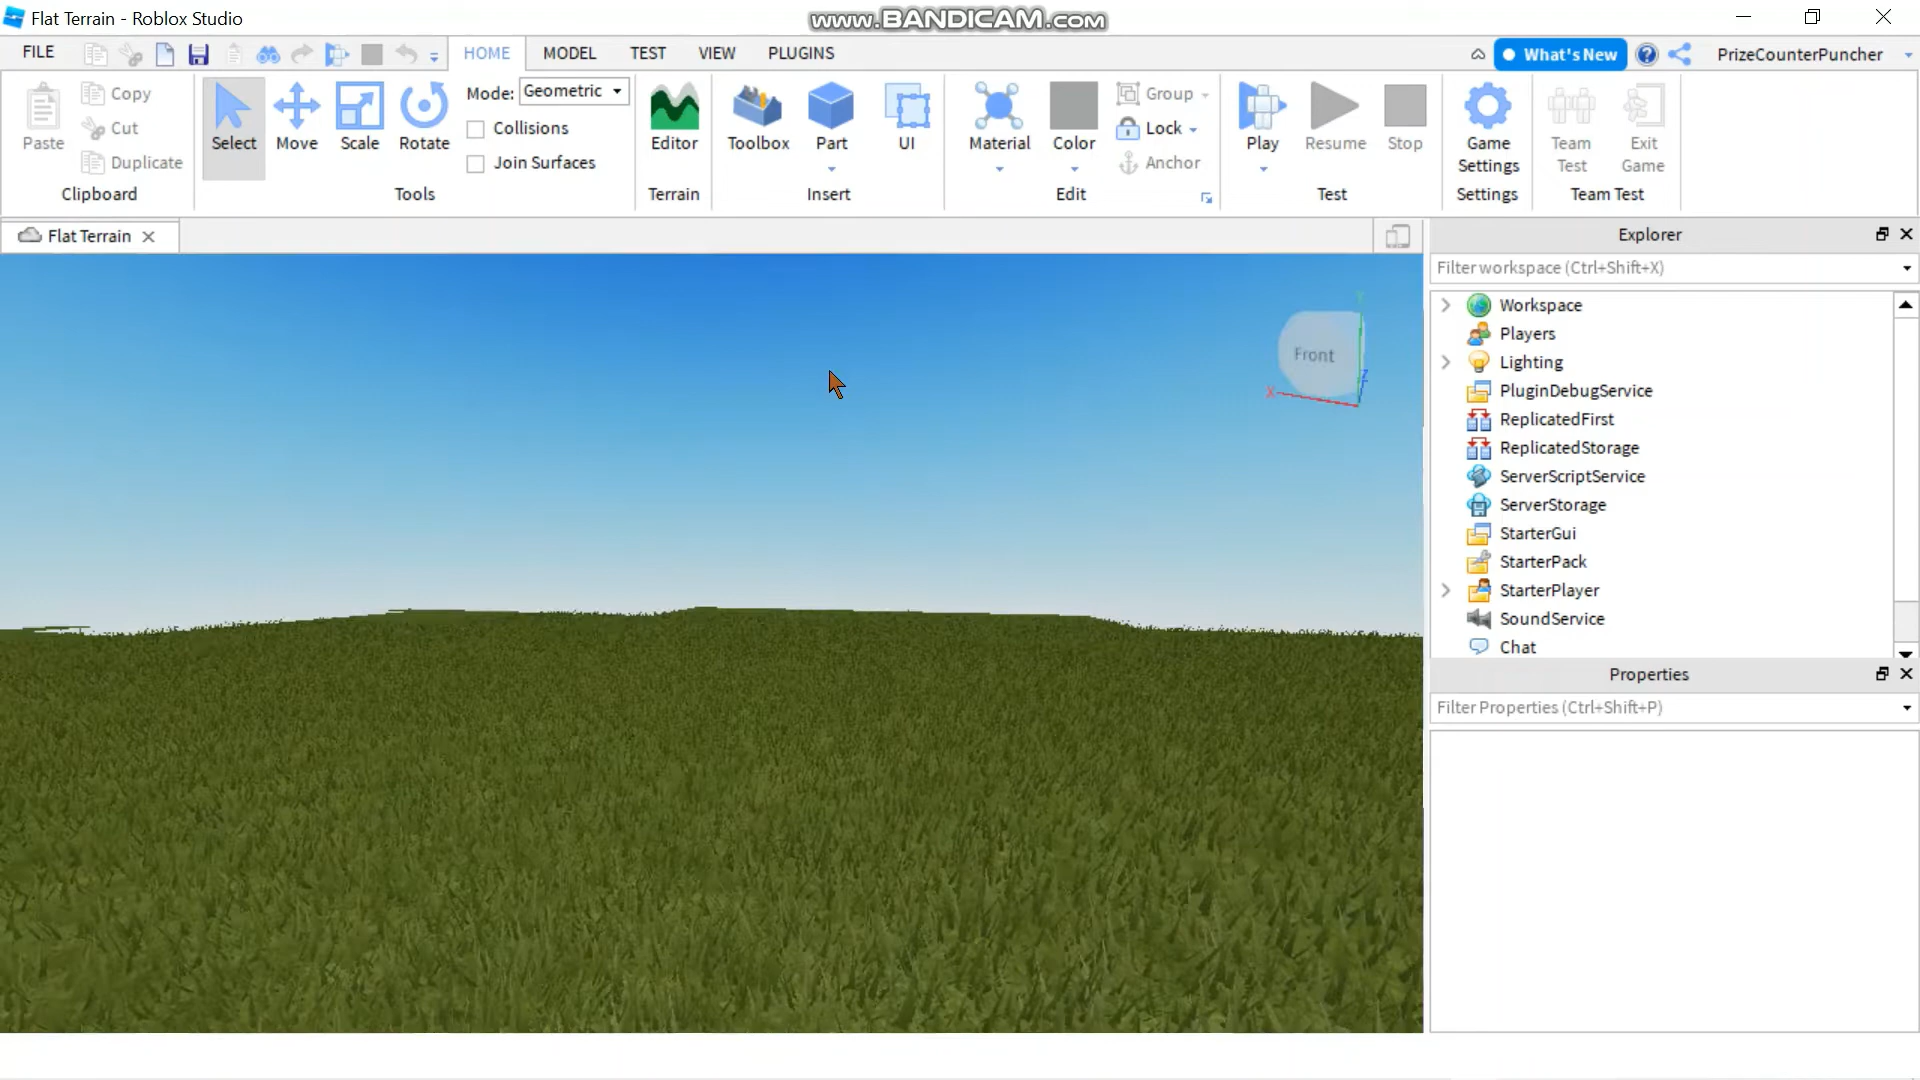 Flat Terrain - Roblox Studio
www.BANDICAM.com
FILE
HOME
MODEL
TEST
VIEW
PLUGINS
What's New
PrizeCounterPuncher
Paste
Copy
Cut
Duplicate
Clipboard
Select
Move
Scale
Rotate
Mode: Geometric
Collisions
Join Surfaces
Tools
Editor
Terrain
Toolbox
Part
UI
Insert
Material
Color
Group
Lock
Anchor
Edit
Play
Resume
Stop
Test
Game
Settings
Settings
Team
Test
Exit
Game
Team Test
Flat Terrain
Front
X
Y
Z
Explorer
Filter workspace (Ctrl+Shift+X)
Workspace
Players
Lighting
PluginDebugService
ReplicatedFirst
ReplicatedStorage
ServerScriptService
ServerStorage
StarterGui
StarterPack
StarterPlayer
SoundService
Chat
Properties
Filter Properties (Ctrl+Shift+P)